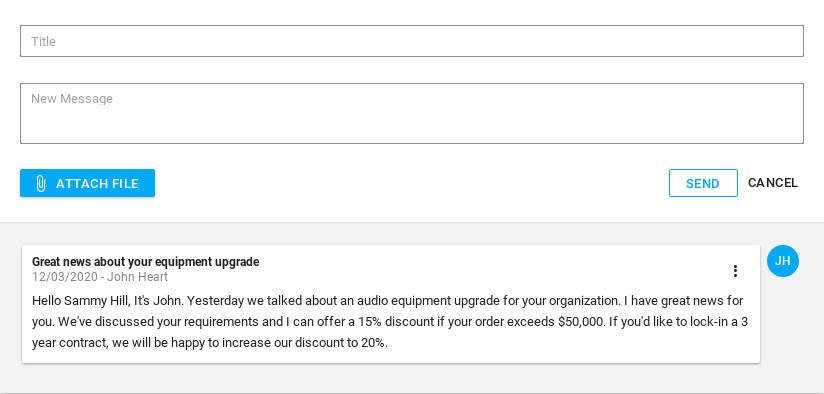 Title
New Message
ATTACH FILE
SEND
CANCEL
Great news about your equipment upgrade
12/03/2020 - John Heart
JH
Hello Sammy Hill, It's John. Yesterday we talked about an audio equipment upgrade for your organization. I have great news for
you. We've discussed your requirements and I can offer a 15% discount if your order exceeds $50,000. If you'd like to lock-in a 3
year contract, we will be happy to increase our discount to 20%.